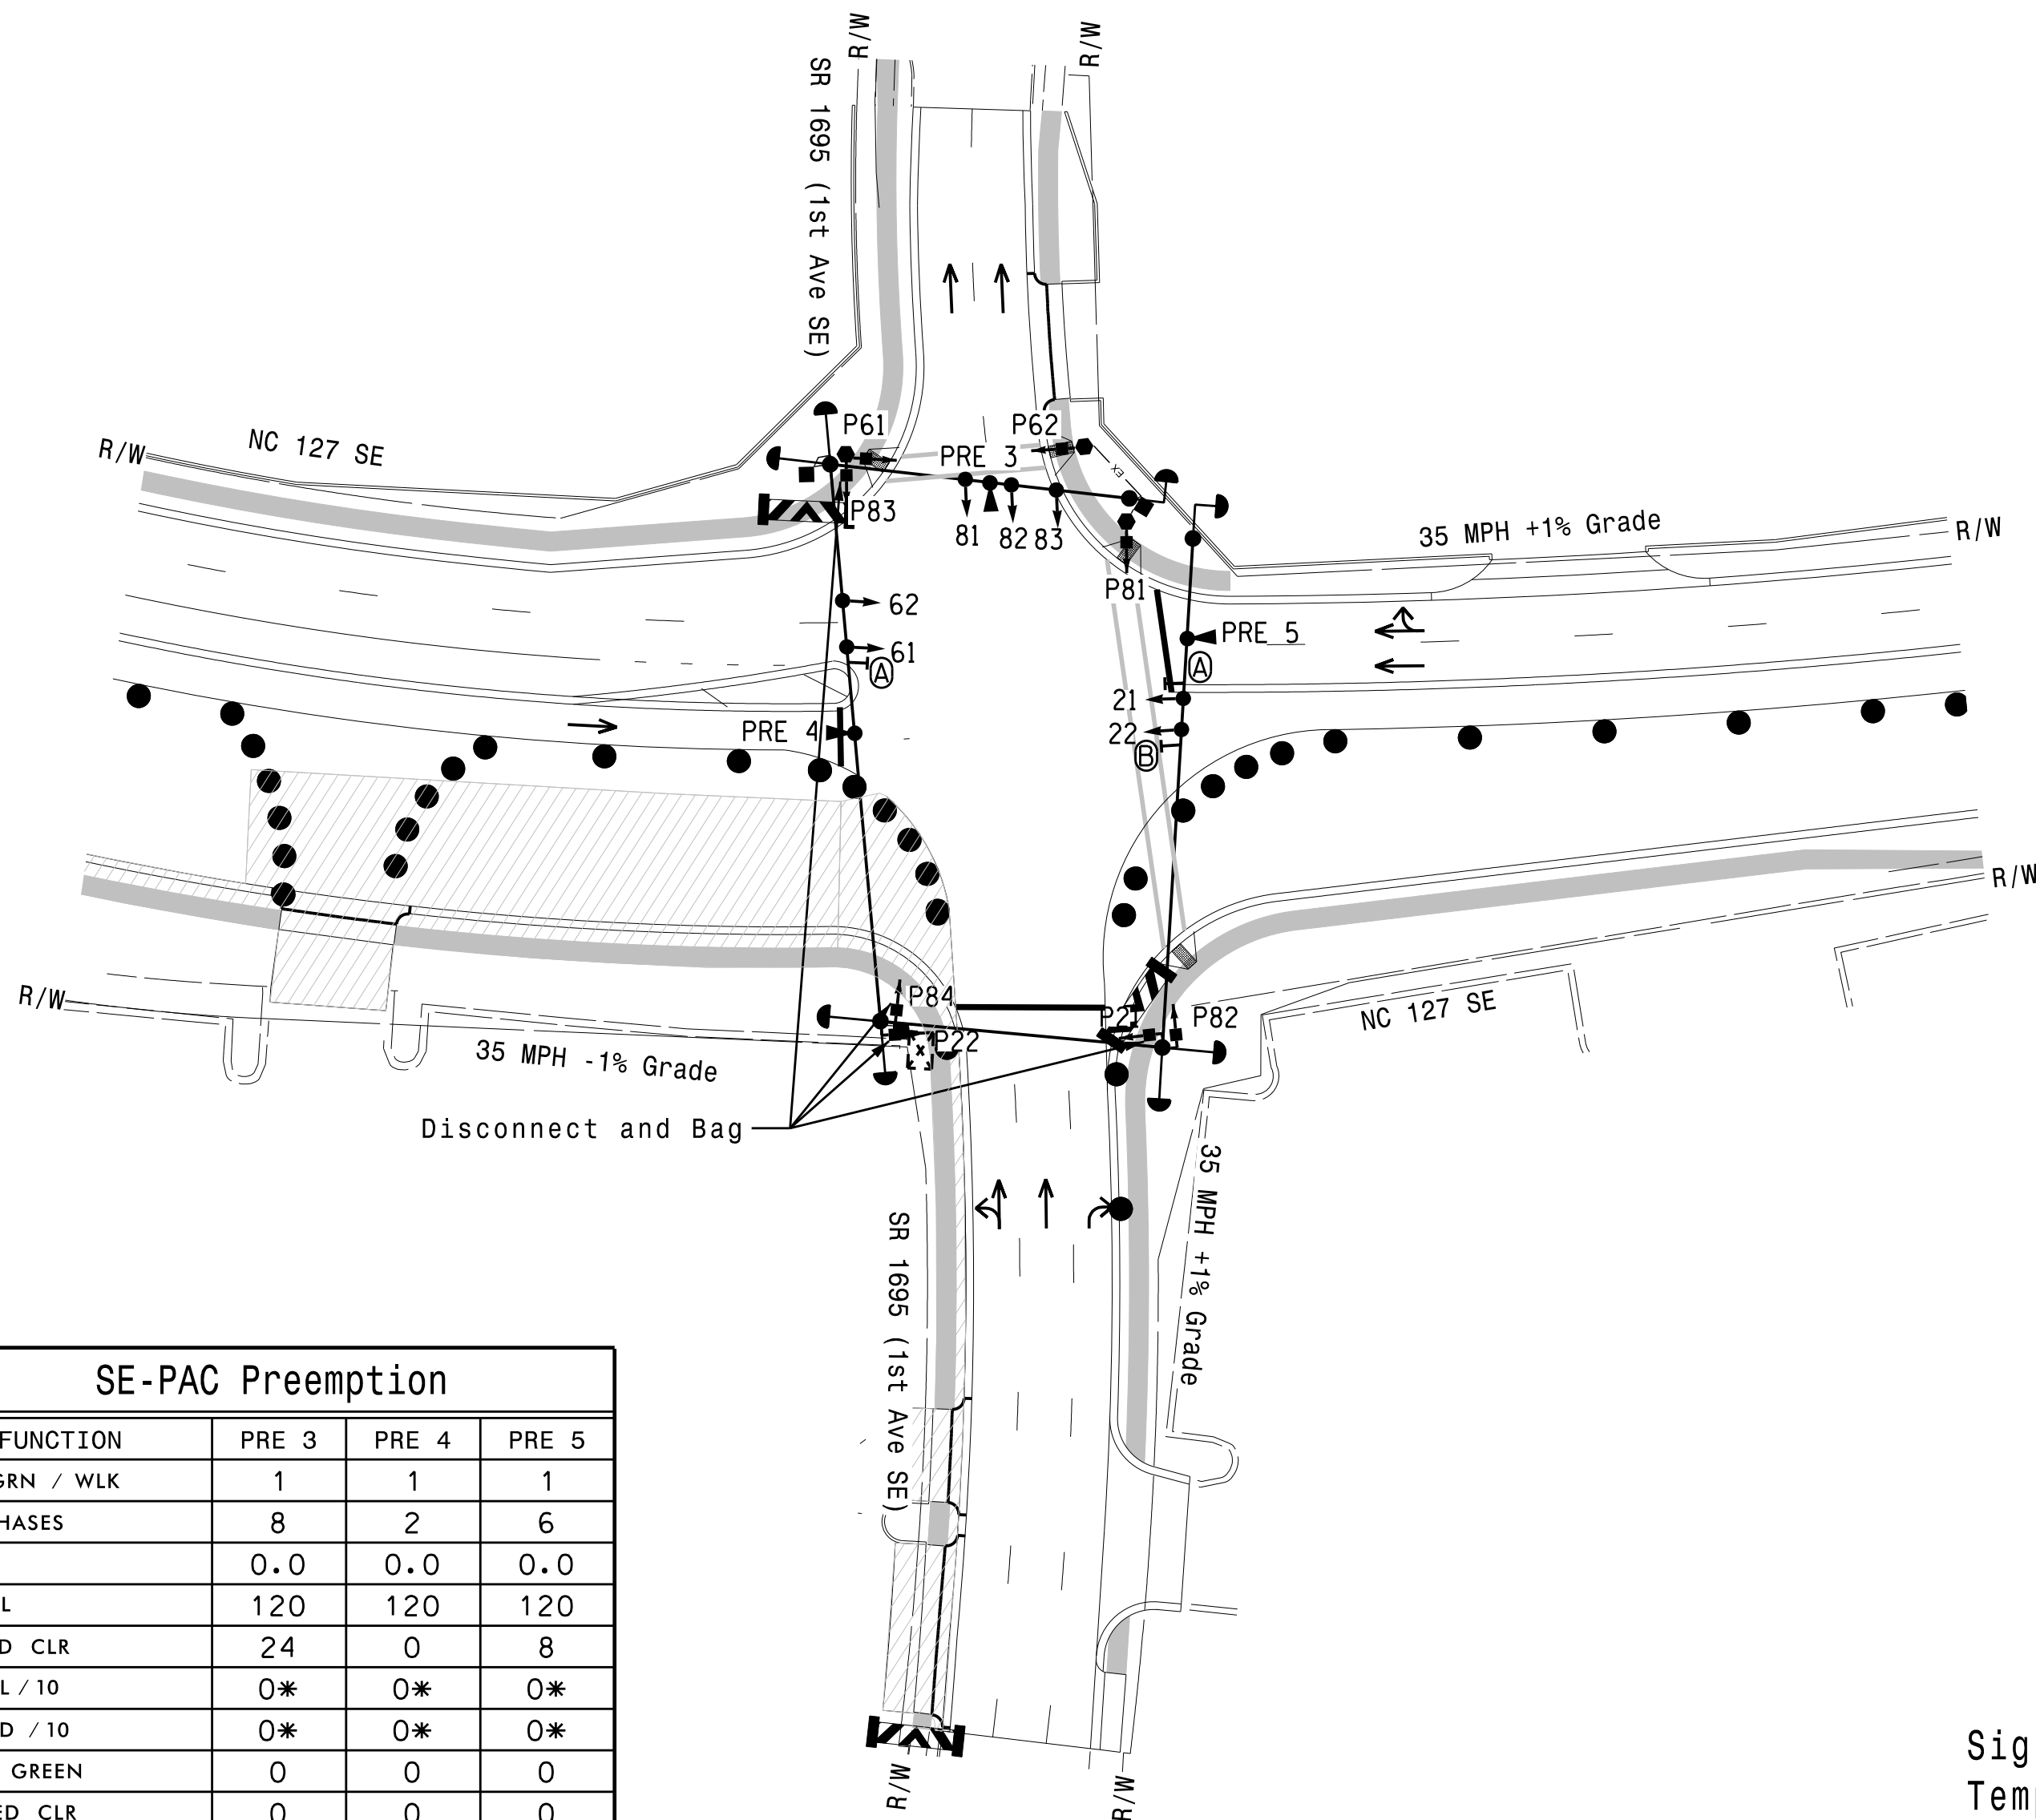 R/W
R/W
SR 1695 (1st Ave SE)
R/W
NC 127 SE
P61
P62
PRE 3
EX
P83
81
82
83
P81
35 MPH +1% Grade
R/W
62
61
A
PRE 5
A
21
22
B
PRE 4
R/W
R/W
P84
P22
P82
35 MPH -1% Grade
NC 127 SE
Disconnect and Bag
35 MPH +1% Grade
SR 1695 (1st Ave SE)
R/W
R/W
SE-PAC Preemption
FUNCTION PRE 3 PRE 4 PRE 5
GRN / WLK 1 1 1
HASES 8 2 6
0.0 0.0 0.0
L 120 120 120
D CLR 24 0 8
L / 10 0* 0* 0*
D / 10 0* 0* 0*
GREEN 0 0 0
ED CLR 0 0 0
Sig
Tem